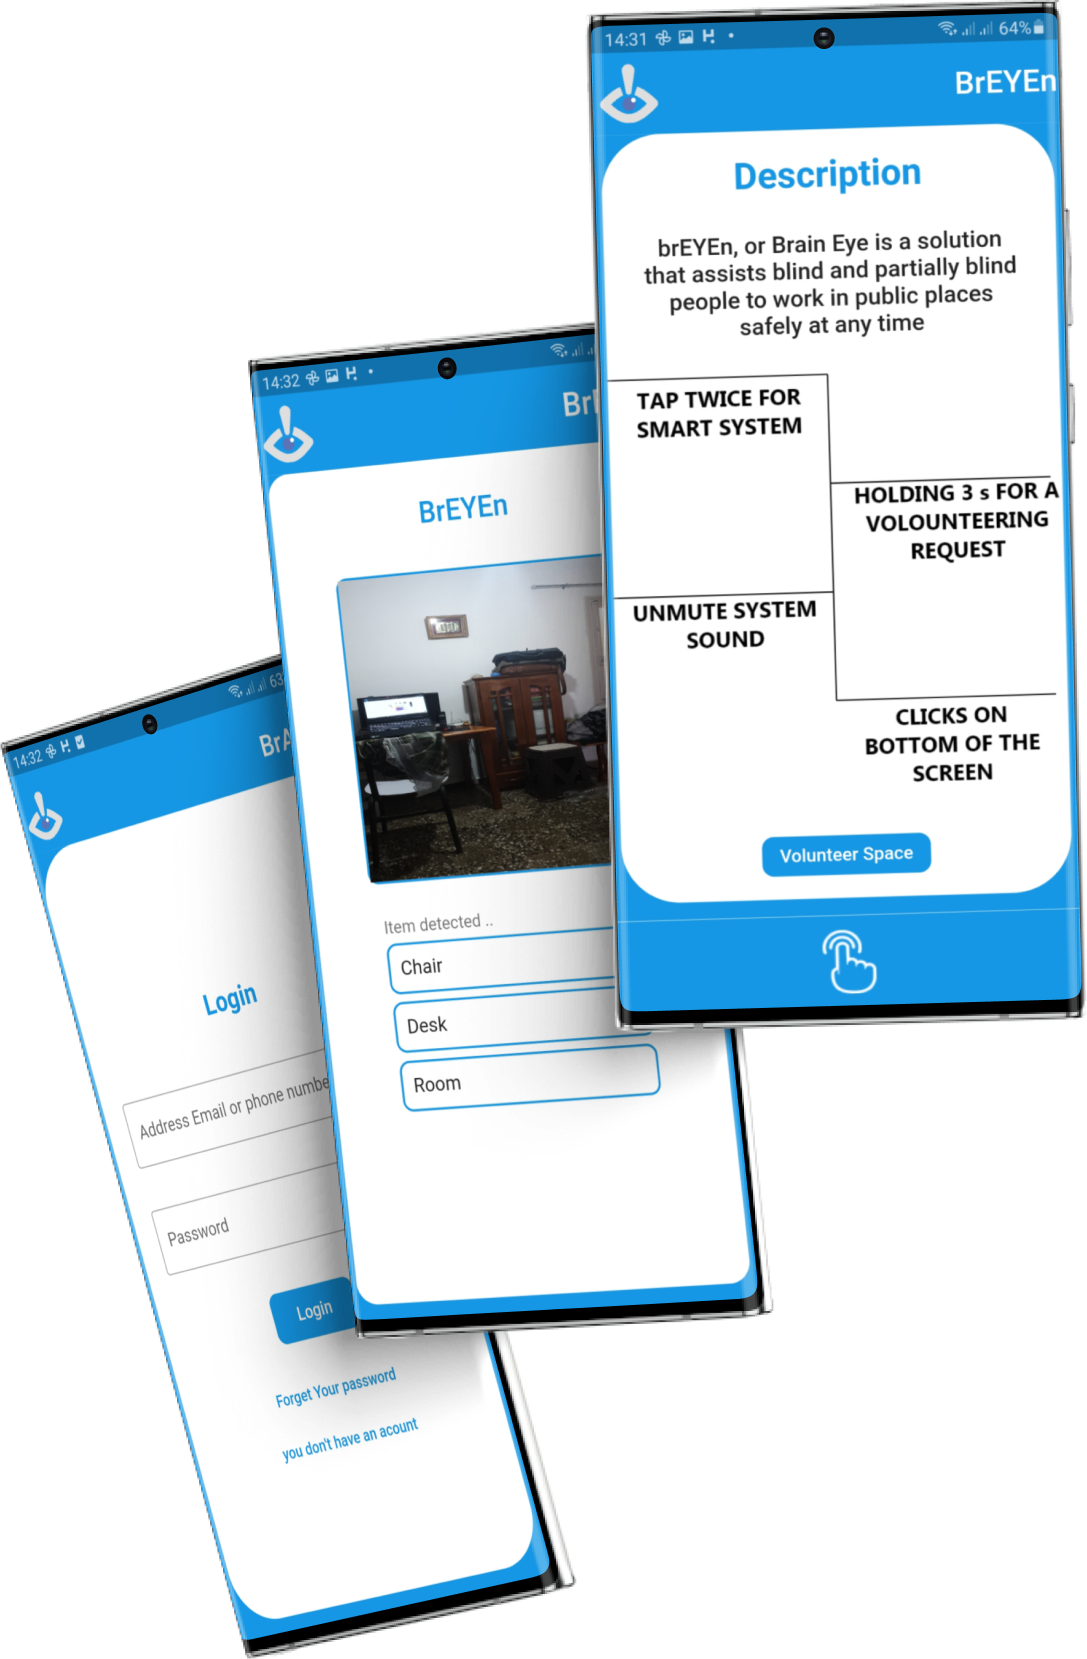 14:31
64%
BrEYEn
Description
brEYEn, or Brain Eye is a solution
that assists blind and partially blind
people to work in public places
safely at any time
TAP TWICE FOR
SMART SYSTEM
HOLDING 3 s FOR A
VOLOUNTEERING
REQUEST
UNMUTE SYSTEM
SOUND
CLICKS ON
BOTTOM OF THE
SCREEN
Volunteer Space
14:32
BrEYEn
Item detected ..
Chair
Desk
Room
14:32
63
Login
Address Email or phone numbe
Password
Login
Forget Your password
you don't have an acount